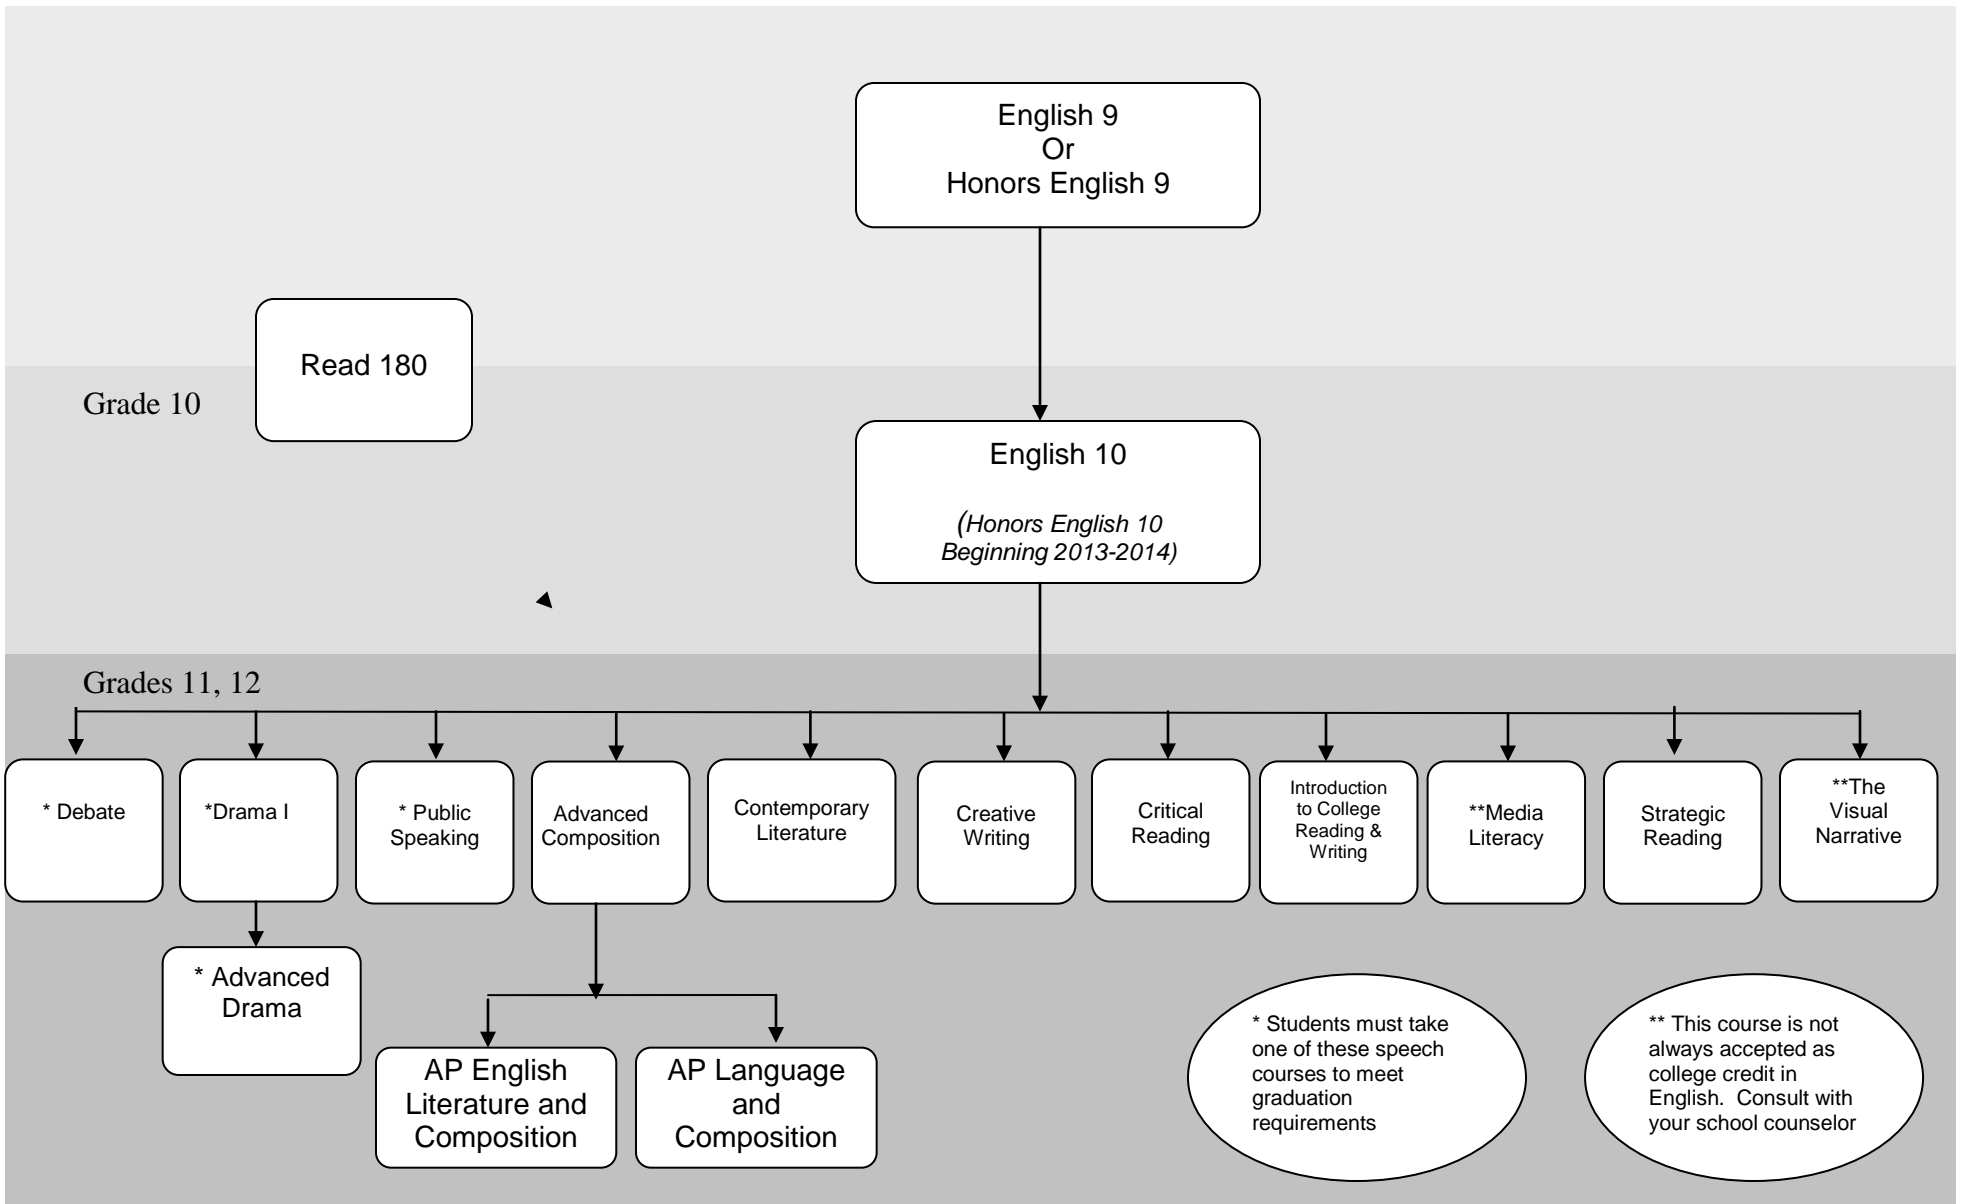 English 9
Or
Honors English 9
Read 180
Grade 10
English 10
(Honors English 10
Beginning 2013-2014)
Grades 11, 12
* Debate
*Drama I
* Public
Speaking
Advanced
Composition
Contemporary
Literature
Creative
Writing
Critical
Reading
Introduction
to College
Reading &
Writing
**Media
Literacy
Strategic
Reading
**The
Visual
Narrative
* Advanced
Drama
AP English
Literature and
Composition
AP Language
and
Composition
* Students must take
one of these speech
courses to meet
graduation
requirements
** This course is not
always accepted as
college credit in
English.  Consult with
your school counselor